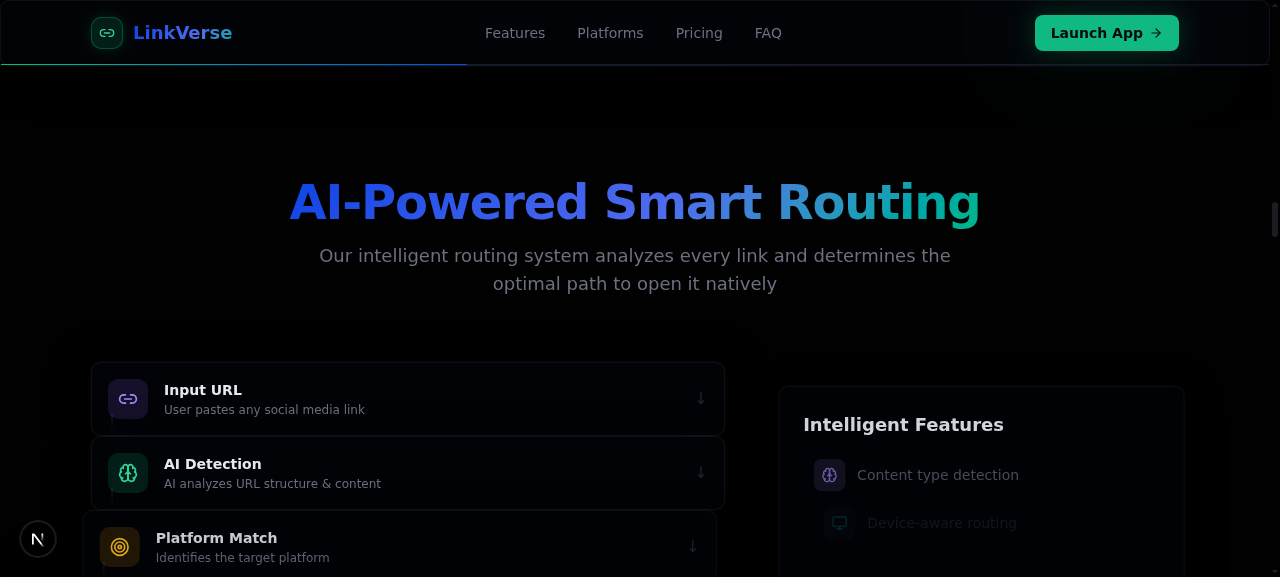 LinkVerse
Features
Platforms
Pricing
FAQ
Launch App →
AI-Powered Smart Routing
Our intelligent routing system analyzes every link and determines the
optimal path to open it natively
Input URL
User pastes any social media link
↓
AI Detection
AI analyzes URL structure & content
↓
Platform Match
Identifies the target platform
↓
Intelligent Features
Content type detection
Device-aware routing
N